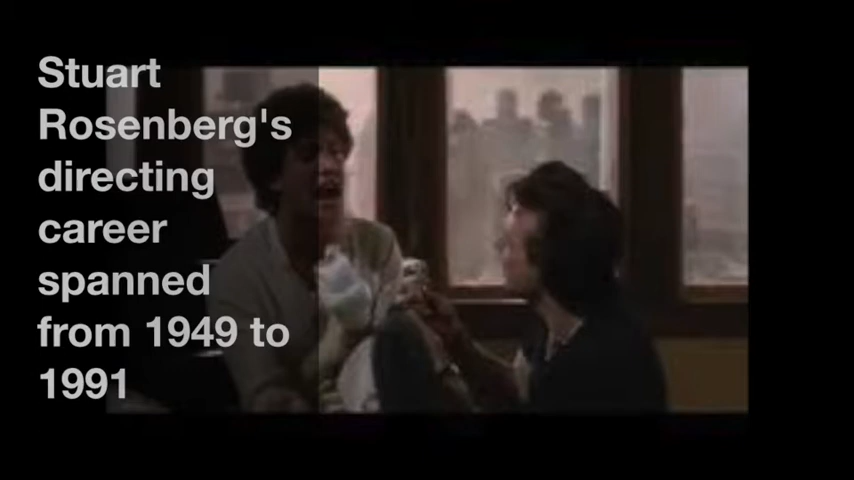 Stuart
Rosenberg's
directing
career
spanned
from 1949 to
1991